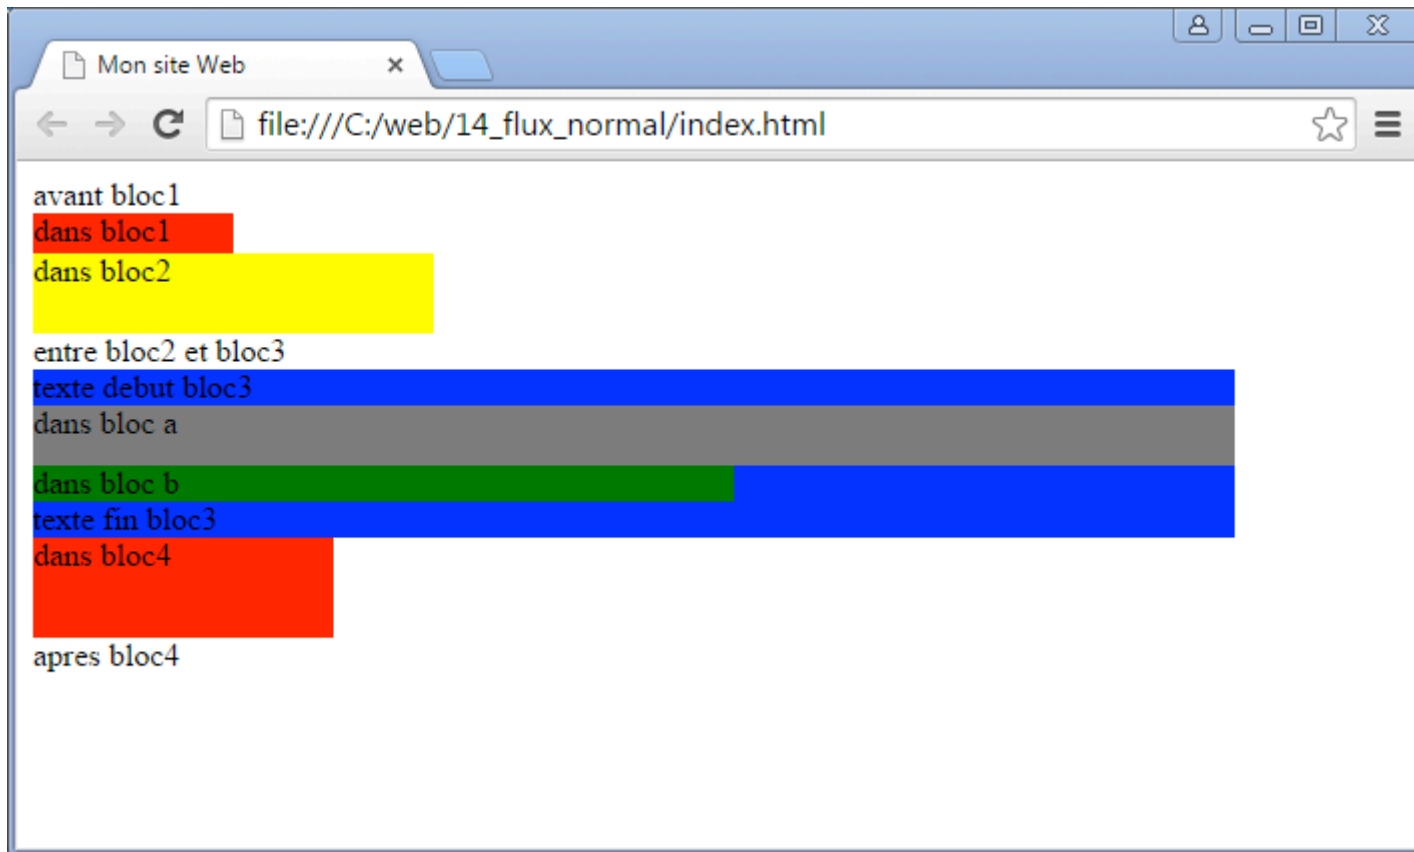 Mon site Web
file:///C:/web/14_flux_normal/index.html
avant bloc1
dans bloc1
dans bloc2
entre bloc2 et bloc3
texte debut bloc3
dans bloc a
dans bloc b
texte fin bloc3
dans bloc4
apres bloc4